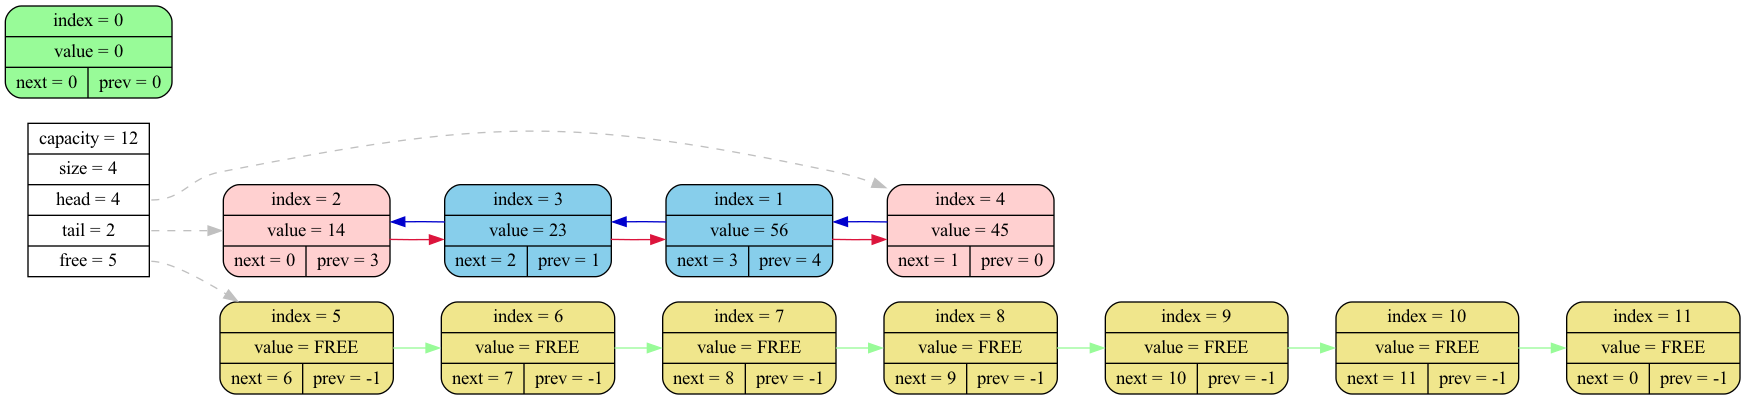 index = 0
value = 0
next = 0 prev = 0
capacity = 12
size = 4
head = 4
tail = 2
free = 5
index = 2
value = 14
next = 0 prev = 3
index = 3
value = 23
next = 2 prev = 1
index = 1
value = 56
next = 3 prev = 4
index = 4
value = 45
next = 1 prev = 0
index = 5
value = FREE
next = 6 prev = -1
index = 6
value = FREE
next = 7 prev = -1
index = 7
value = FREE
next = 8 prev = -1
index = 8
value = FREE
next = 9 prev = -1
index = 9
value = FREE
next = 10 prev = -1
index = 10
value = FREE
next = 11 prev = -1
index = 11
value = FREE
next = 0 prev = -1